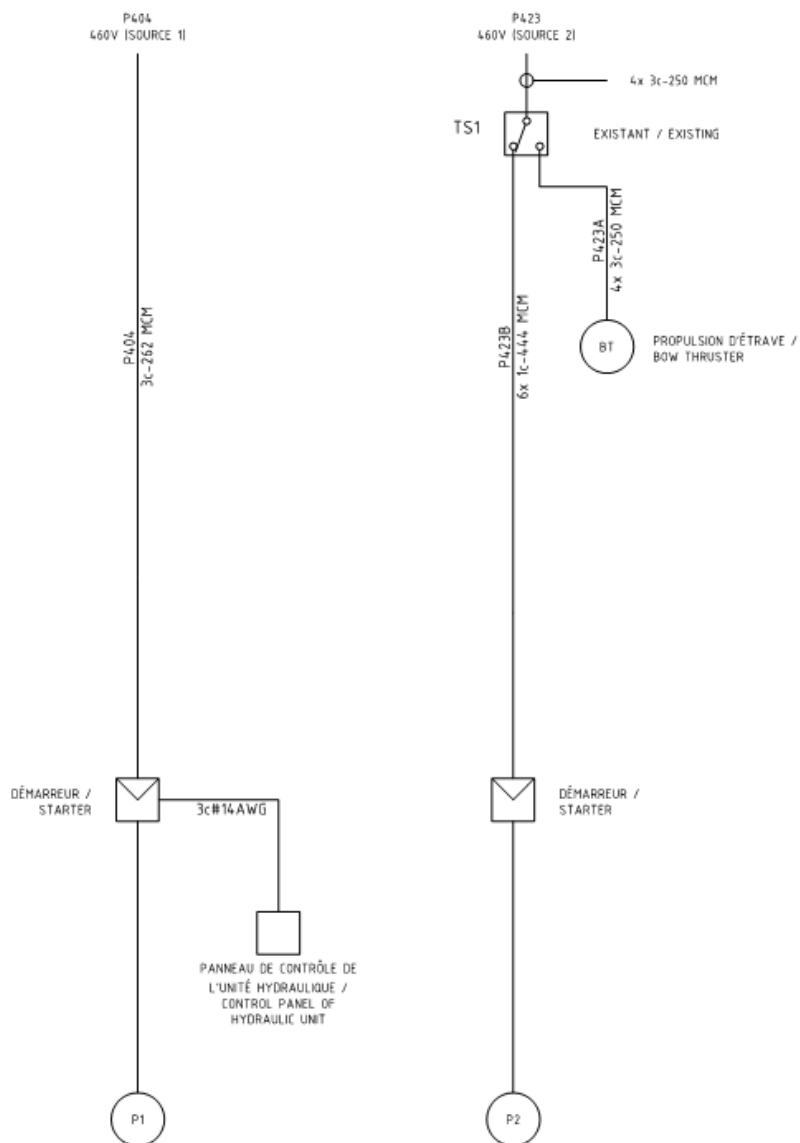 P404
460V (SOURCE 1)
P423
460V (SOURCE 2)
4x 3c-250 MCM
TS1
EXISTANT / EXISTING
P423A
4x 3c-250 MCM
P404
3c-262 MCM
P423B
6x 1c-444 MCM
BT
PROPULSION D'ÉTRAVE /
BOW THRUSTER
DÉMARREUR /
STARTER
3c#14AWG
DÉMARREUR /
STARTER
PANNEAU DE CONTRÔLE DE
L'UNITÉ HYDRAULIQUE /
CONTROL PANEL OF
HYDRAULIC UNIT
P1
P2